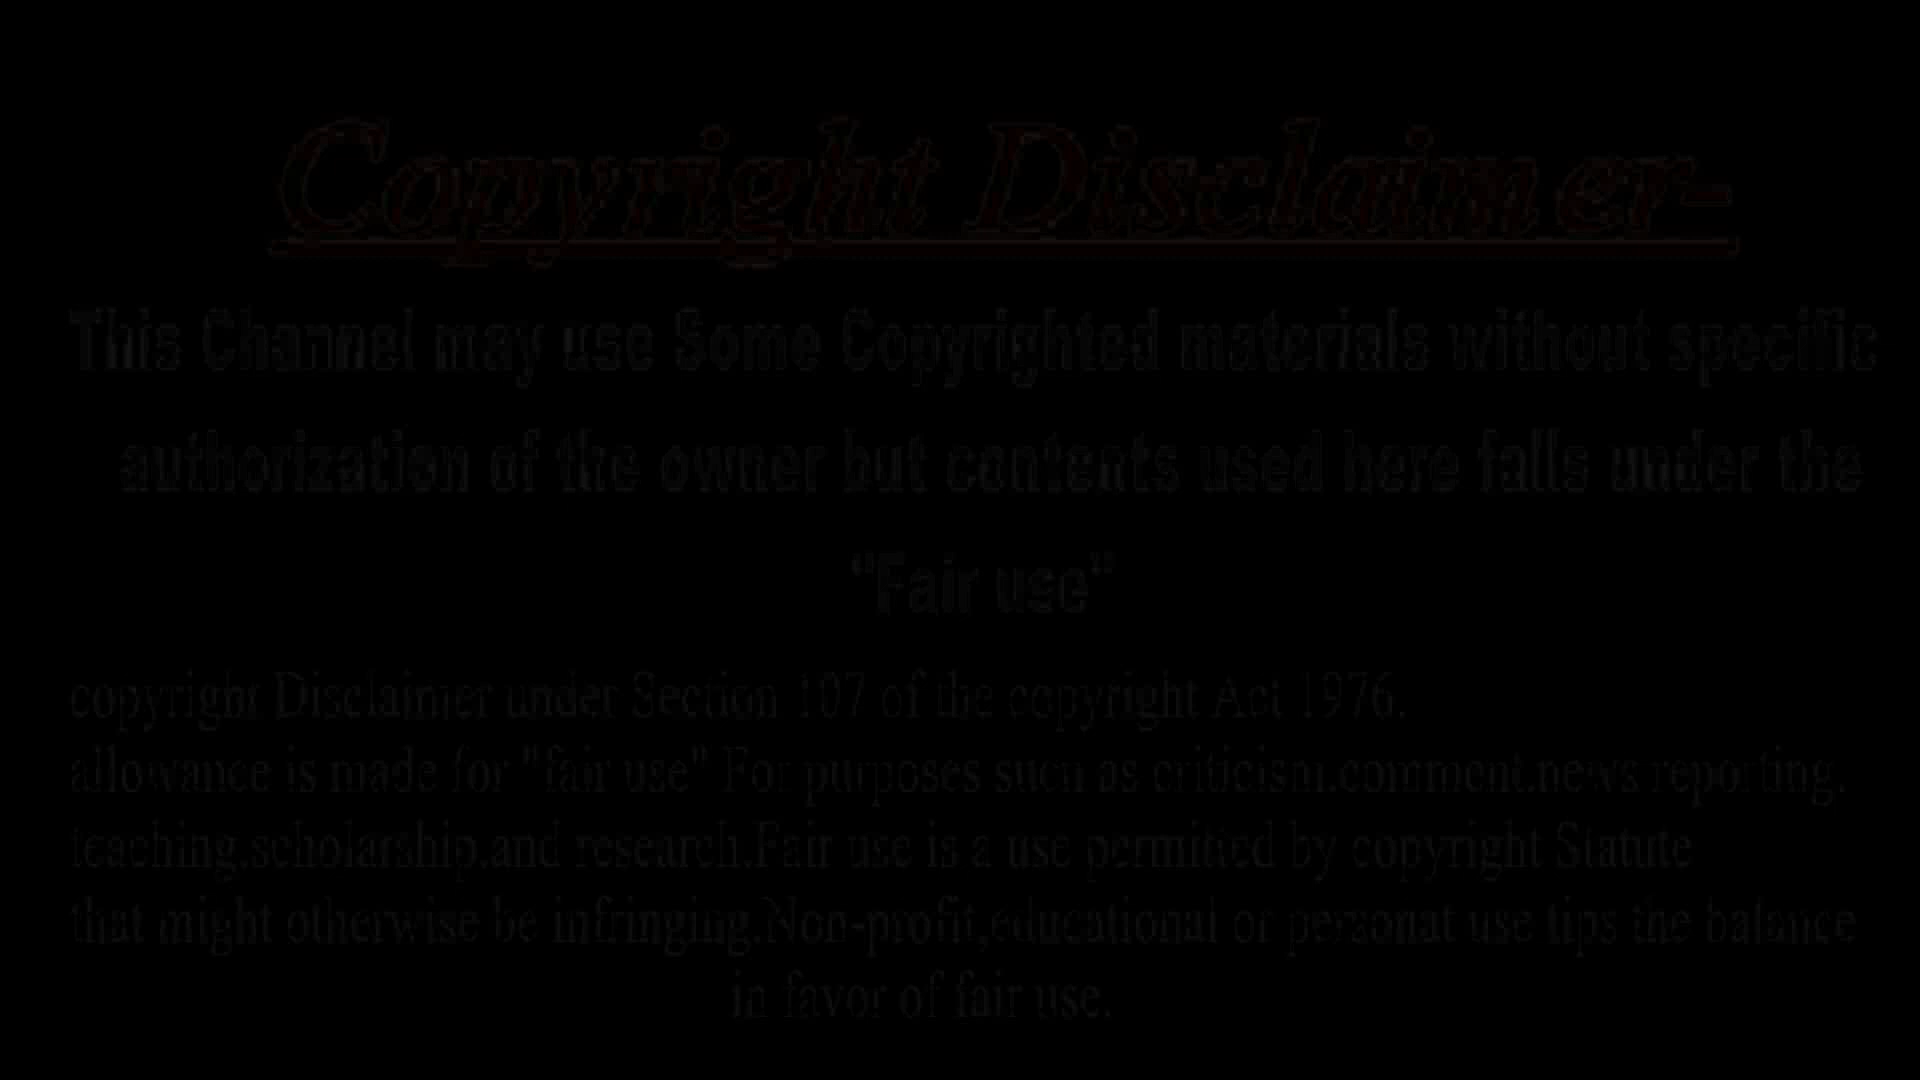 Copyright Disclaimer-
This Channel may use Some Copyrighted materials without specific
authorization of the owner but contents used here falls under the
"Fair use"
copyright Disclaimer under Section 107 of the copyright Act 1976.
allowance is made for "fair use" For purposes such as criticism.comment.news reporting.
teaching.scholarship.and research.Fair use is a use permitted by copyright Statute
that might otherwise be infringing.Non-profit,educational or personat use tips the balance
in favor of fair use.